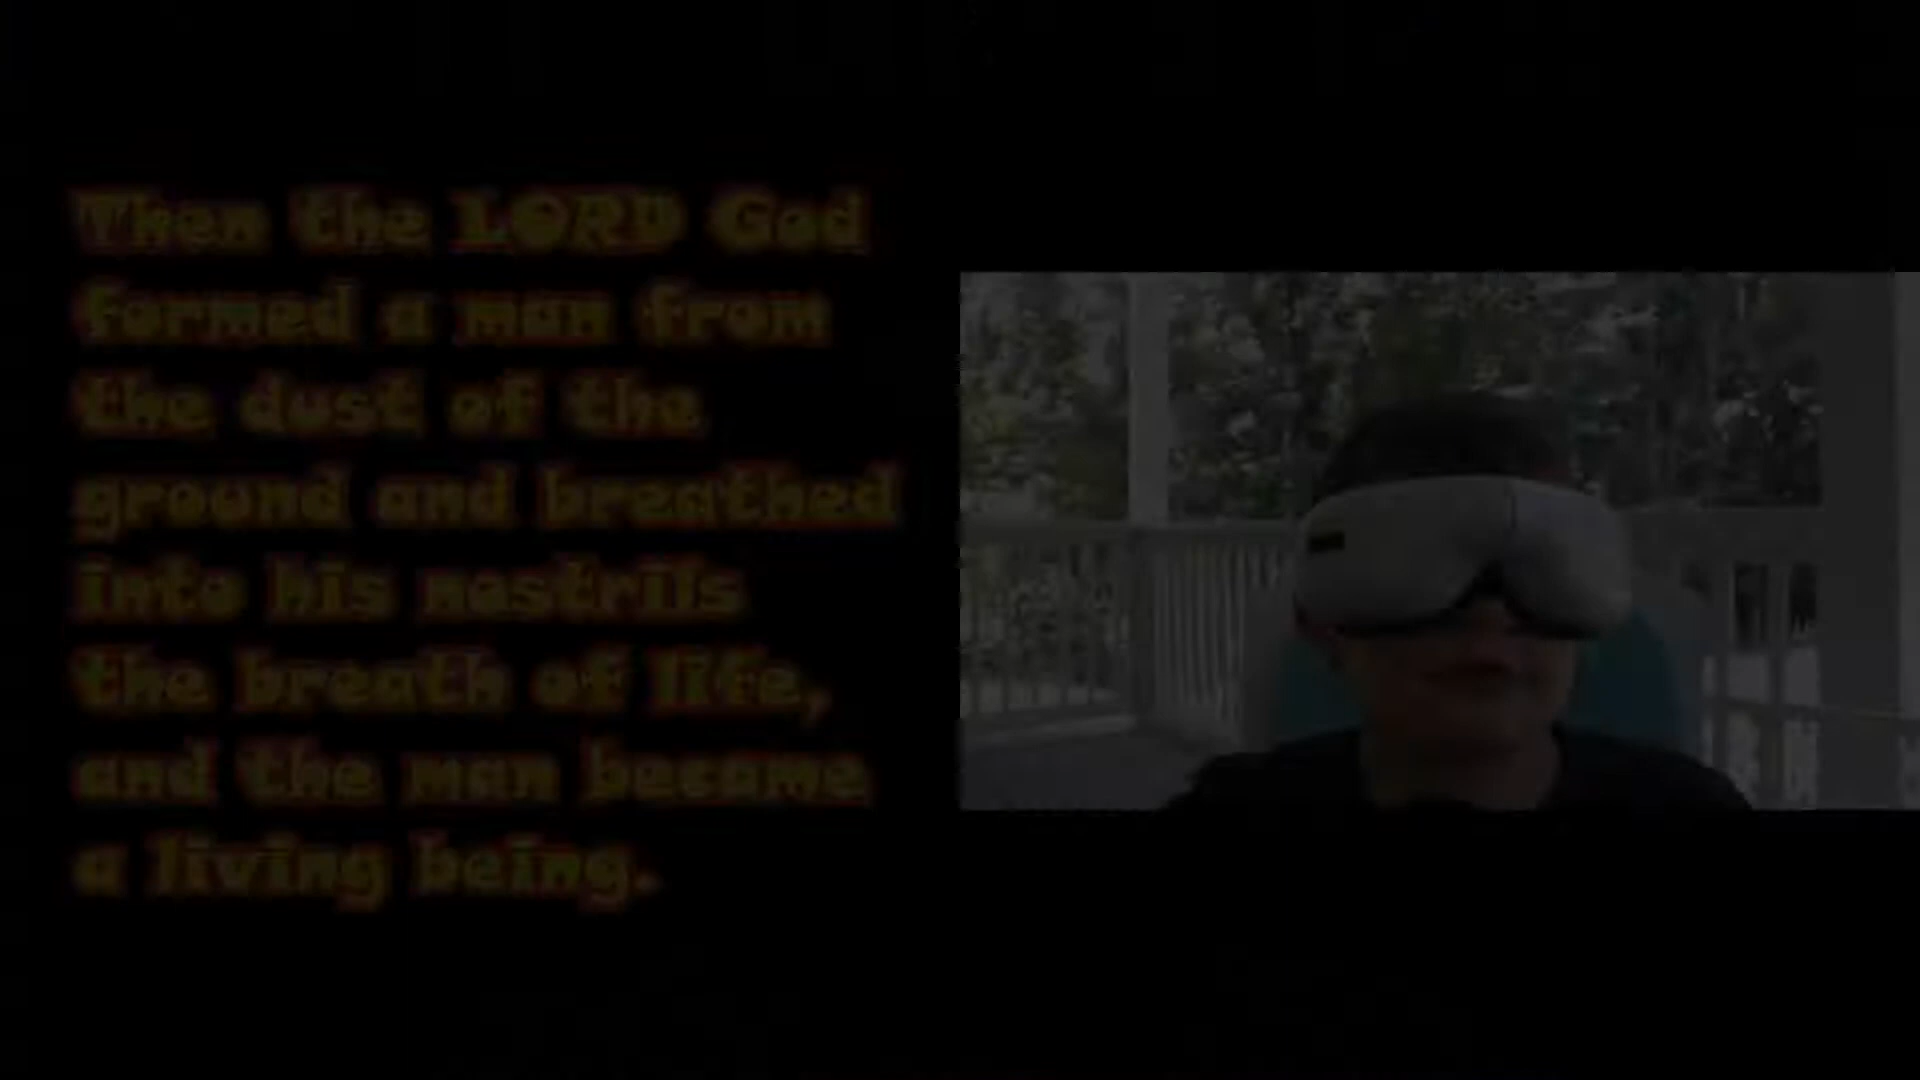 Then the LORD God
formed a man from
the dust of the
ground and breathed
into his nostrils
the breath of life,
and the man became
a living being.